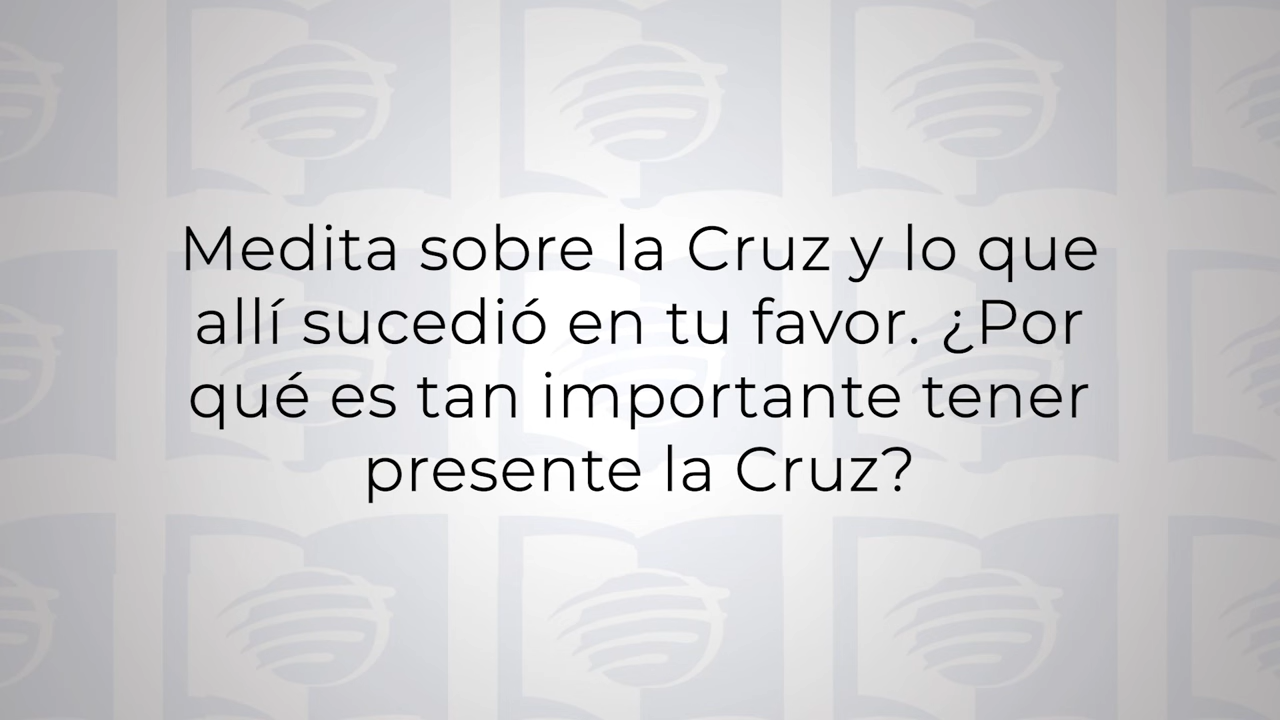 Medita sobre la Cruz y lo que
allí sucedió en tu favor. ¿Por
qué es tan importante tener
presente la Cruz?